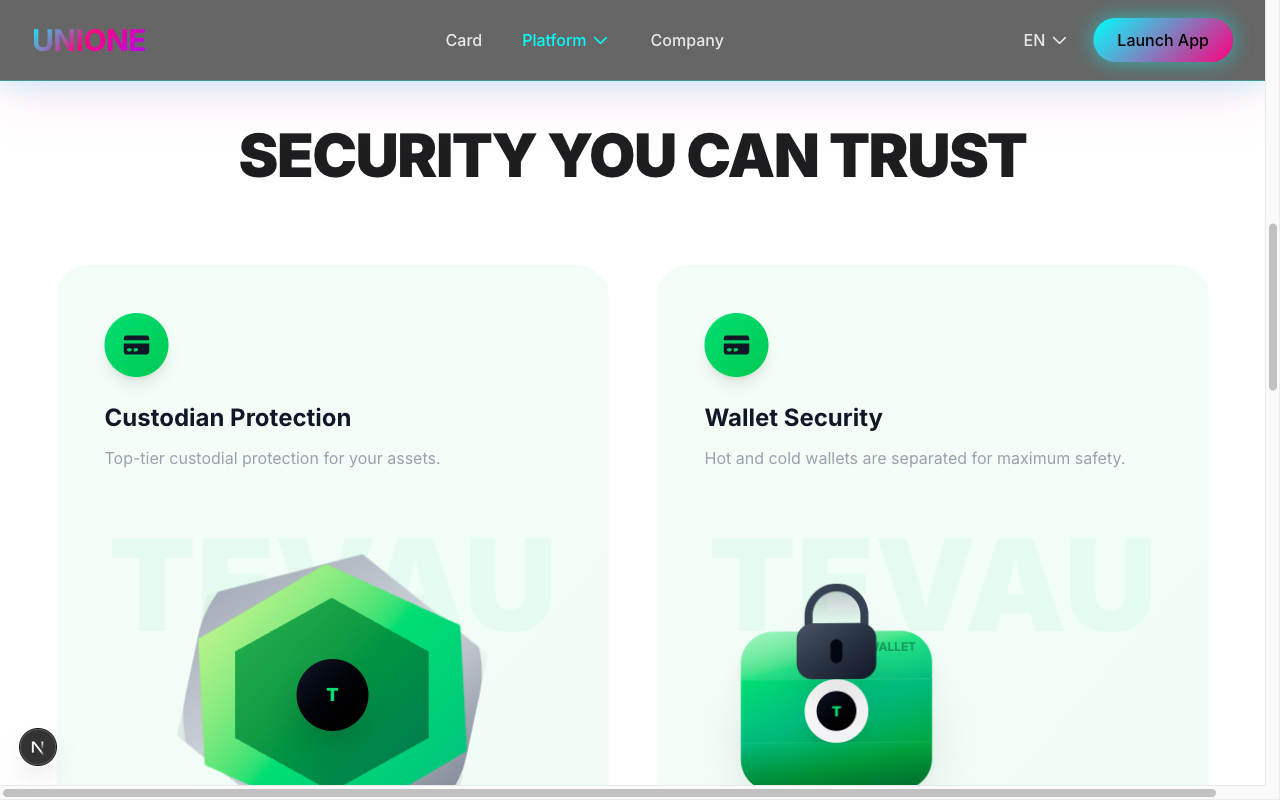 UNIONE
Card
Platform
Company
EN
Launch App
SECURITY YOU CAN TRUST
Custodian Protection
Top-tier custodial protection for your assets.
TEVAU
T
Wallet Security
Hot and cold wallets are separated for maximum safety.
TEVAU
WALLET
T
N